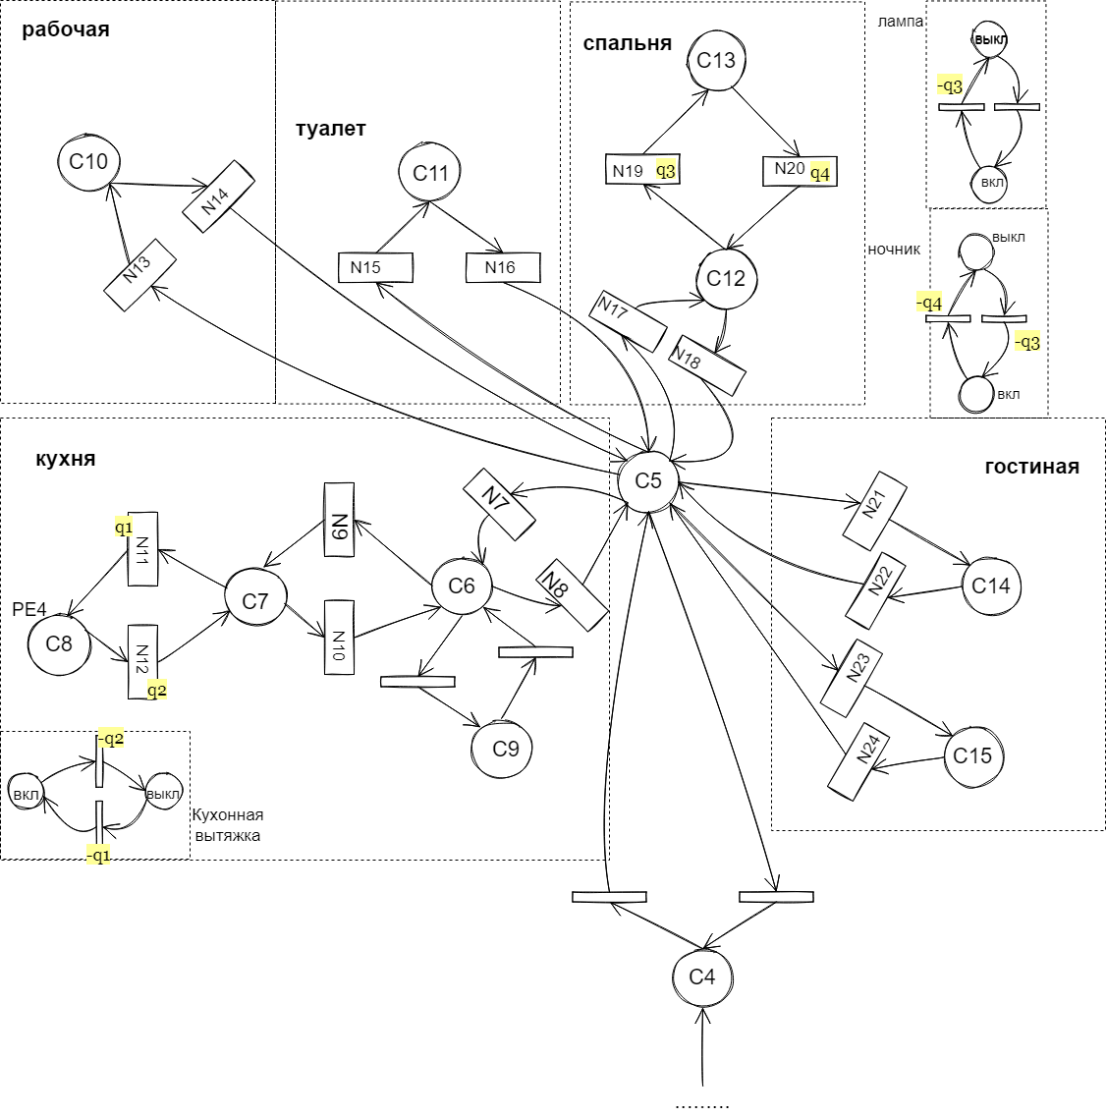 рабочая
C10
N14
N13
туалет
C11
N15
N16
спальня
C13
N19 q3
N20 q4
C12
N17
N18
лампа
выкл
-q3
вкл
ночник
выкл
-q4
-q3
вкл
кухня
C5
N7
N9
q1
N11
PE4
C8
C7
C6
N8
N12
q2
N10
C9
-q2
вкл
выкл
-q1
Кухонная
вытяжка
гостиная
N21
N22
C14
N23
N24
C15
C4
.........